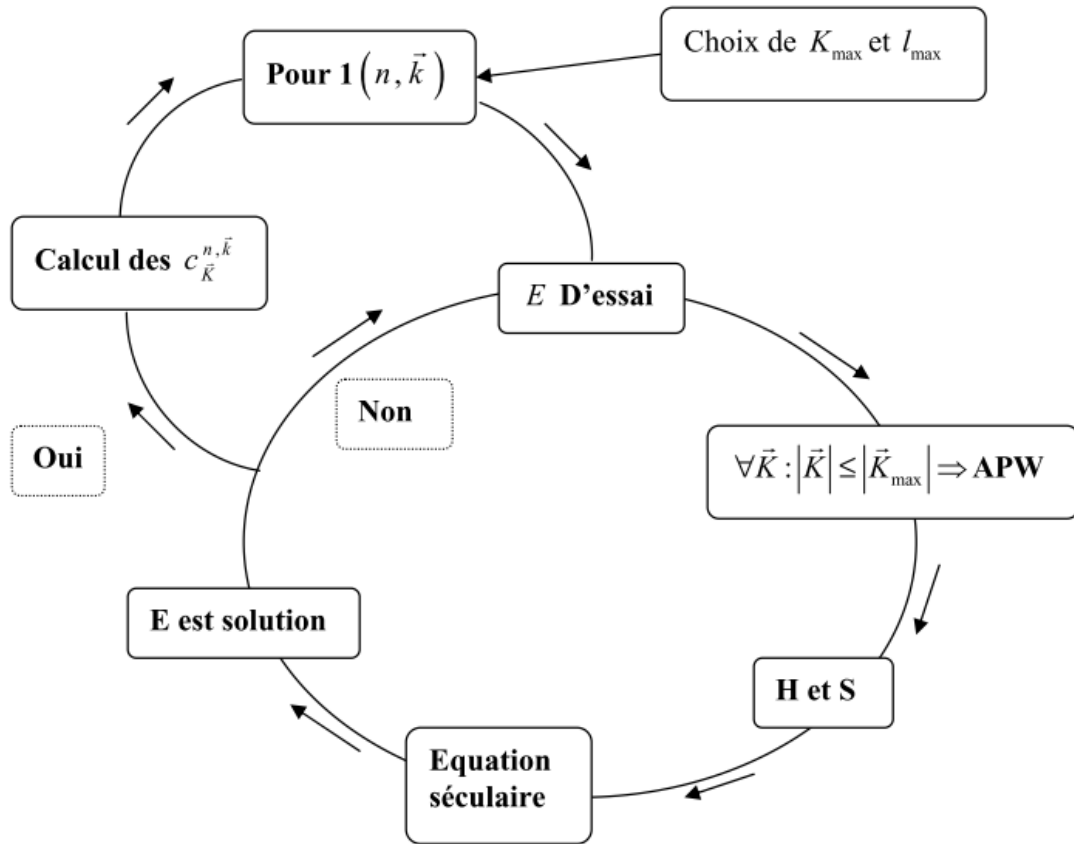 Choix de K_max et l_max
Pour 1 (n, k⃗)
Calcul des c_K⃗^{n,k⃗}
E D’essai
Non
Oui
∀K⃗ : |K⃗| ≤ |K⃗_max| ⇒ APW
E est solution
H et S
Equation
séculaire